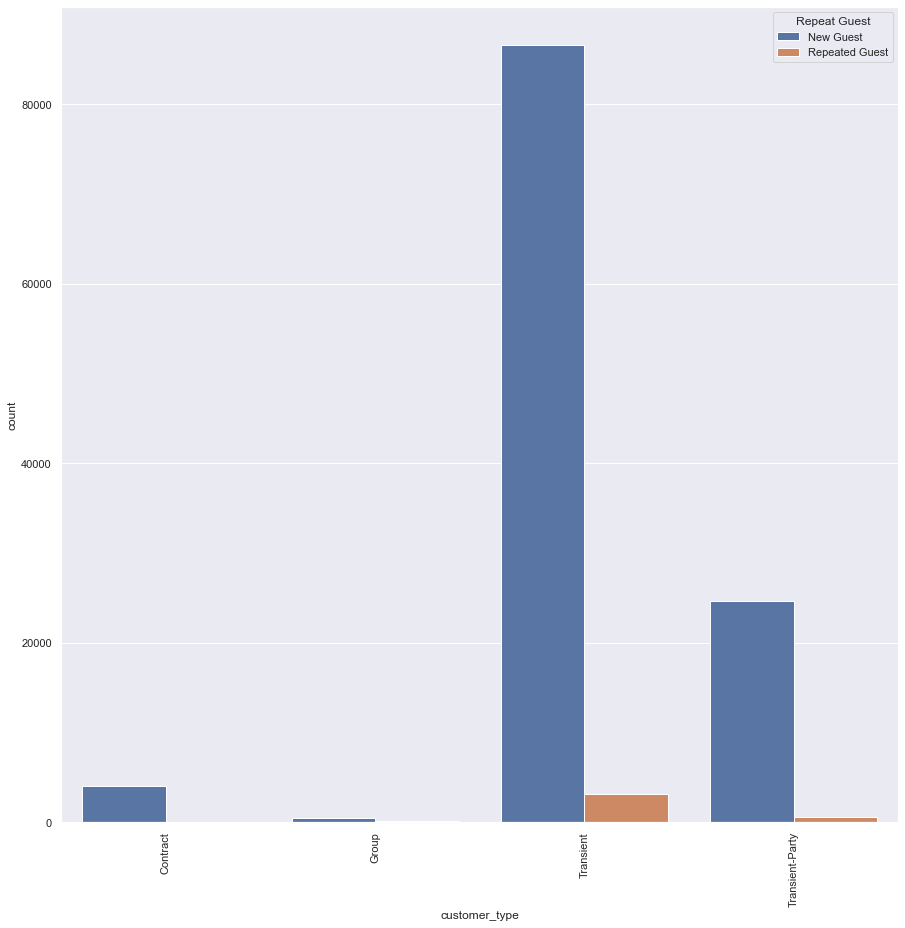 Repeat Guest
New Guest
Repeated Guest
80000
60000
40000
20000
0
count
Contract
Group
Transient
Transient-Party
customer_type